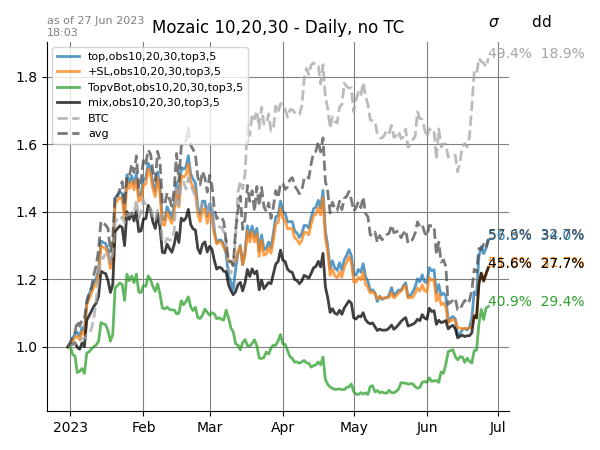 as of 27 Jun 2023
18:03
Mozaic 10,20,30 - Daily, no TC
σ dd
49.4% 18.9%
top,obs10,20,30,top3,5
+SL,obs10,20,30,top3,5
TopvBot,obs10,20,30,top3,5
mix,obs10,20,30,top3,5
BTC
avg
1.8
1.6
1.4
1.2
1.0
45.6% 27.7%
40.9% 29.4%
2023 Feb Mar Apr May Jun Jul